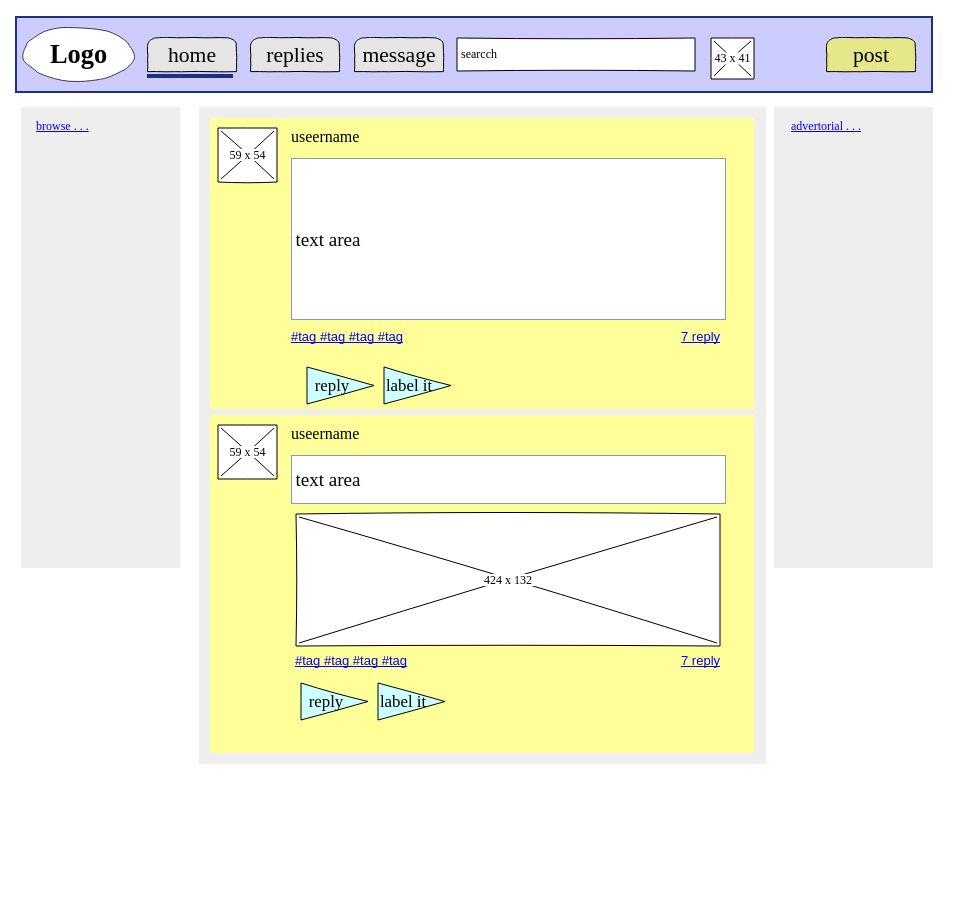 Logo
home
replies
message
searcch
43 x 41
post
browse . . .
59 x 54
useername
text area
#tag #tag #tag #tag
7 reply
reply
label it
59 x 54
useername
text area
424 x 132
#tag #tag #tag #tag
7 reply
reply
label it
advertorial . . .